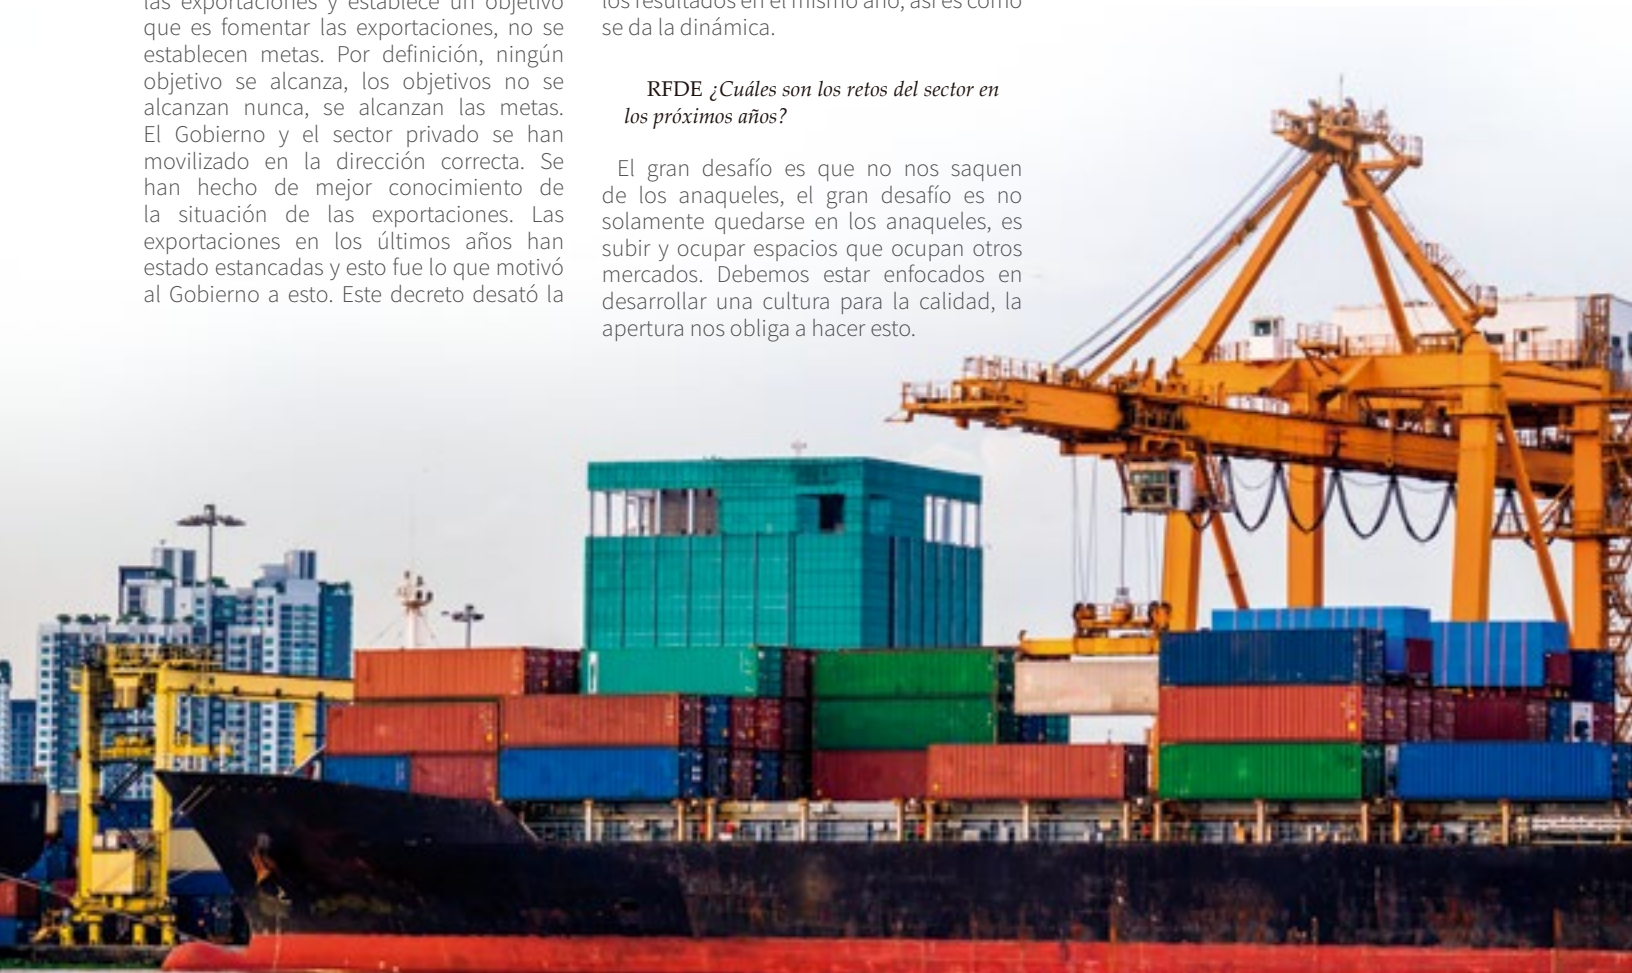 las exportaciones y establece un objetivo
que es fomentar las exportaciones, no se
establecen metas. Por definición, ningún
objetivo se alcanza, los objetivos no se
alcanzan nunca, se alcanzan las metas.
El Gobierno y el sector privado se han
movilizado en la dirección correcta. Se
han hecho de mejor conocimiento de
la situación de las exportaciones. Las
exportaciones en los últimos años han
estado estancadas y esto fue lo que motivó
al Gobierno a esto. Este decreto desató la
los resultados en el mismo año, así es como
se da la dinámica.
RFDE ¿Cuáles son los retos del sector en
los próximos años?
El gran desafío es que no nos saquen
de los anaqueles, el gran desafío es no
solamente quedarse en los anaqueles, es
subir y ocupar espacios que ocupan otros
mercados. Debemos estar enfocados en
desarrollar una cultura para la calidad, la
apertura nos obliga a hacer esto.